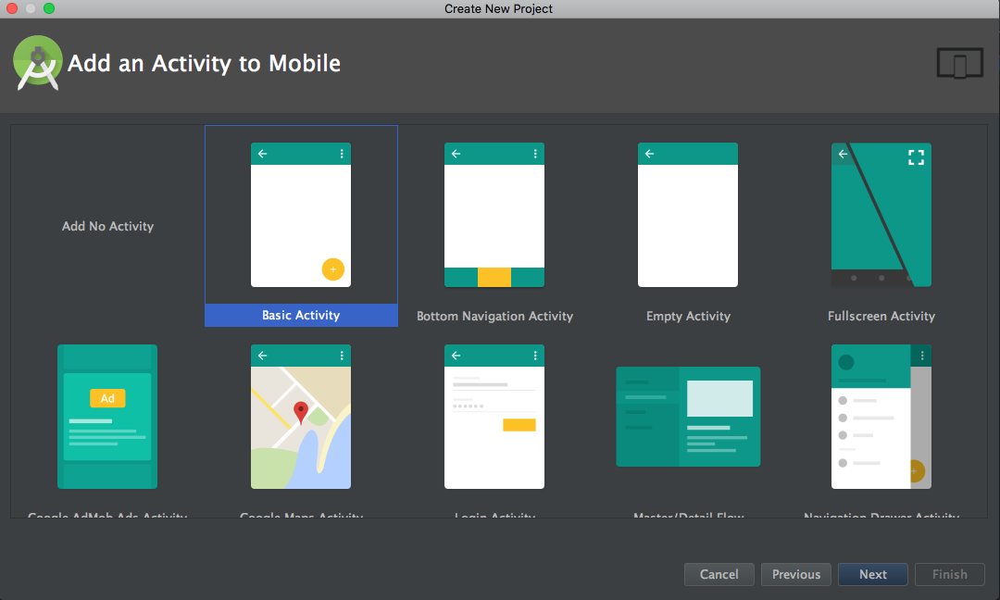 Create New Project
Add an Activity to Mobile
Add No Activity
Basic Activity
Bottom Navigation Activity
Empty Activity
Fullscreen Activity
Ad
Google AdMob Ads Activity
Google Maps Activity
Login Activity
Master/Detail Flow
Navigation Drawer Activity
Cancel
Previous
Next
Finish